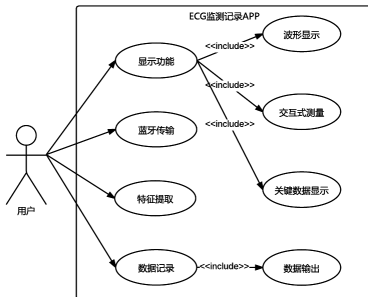 ECG监测记录APP
波形显示
<<include>>
显示功能
<<include>>
交互式测量
<<include>>
蓝牙传输
关键数据显示
特征提取
用户
数据记录
<<include>>
数据输出